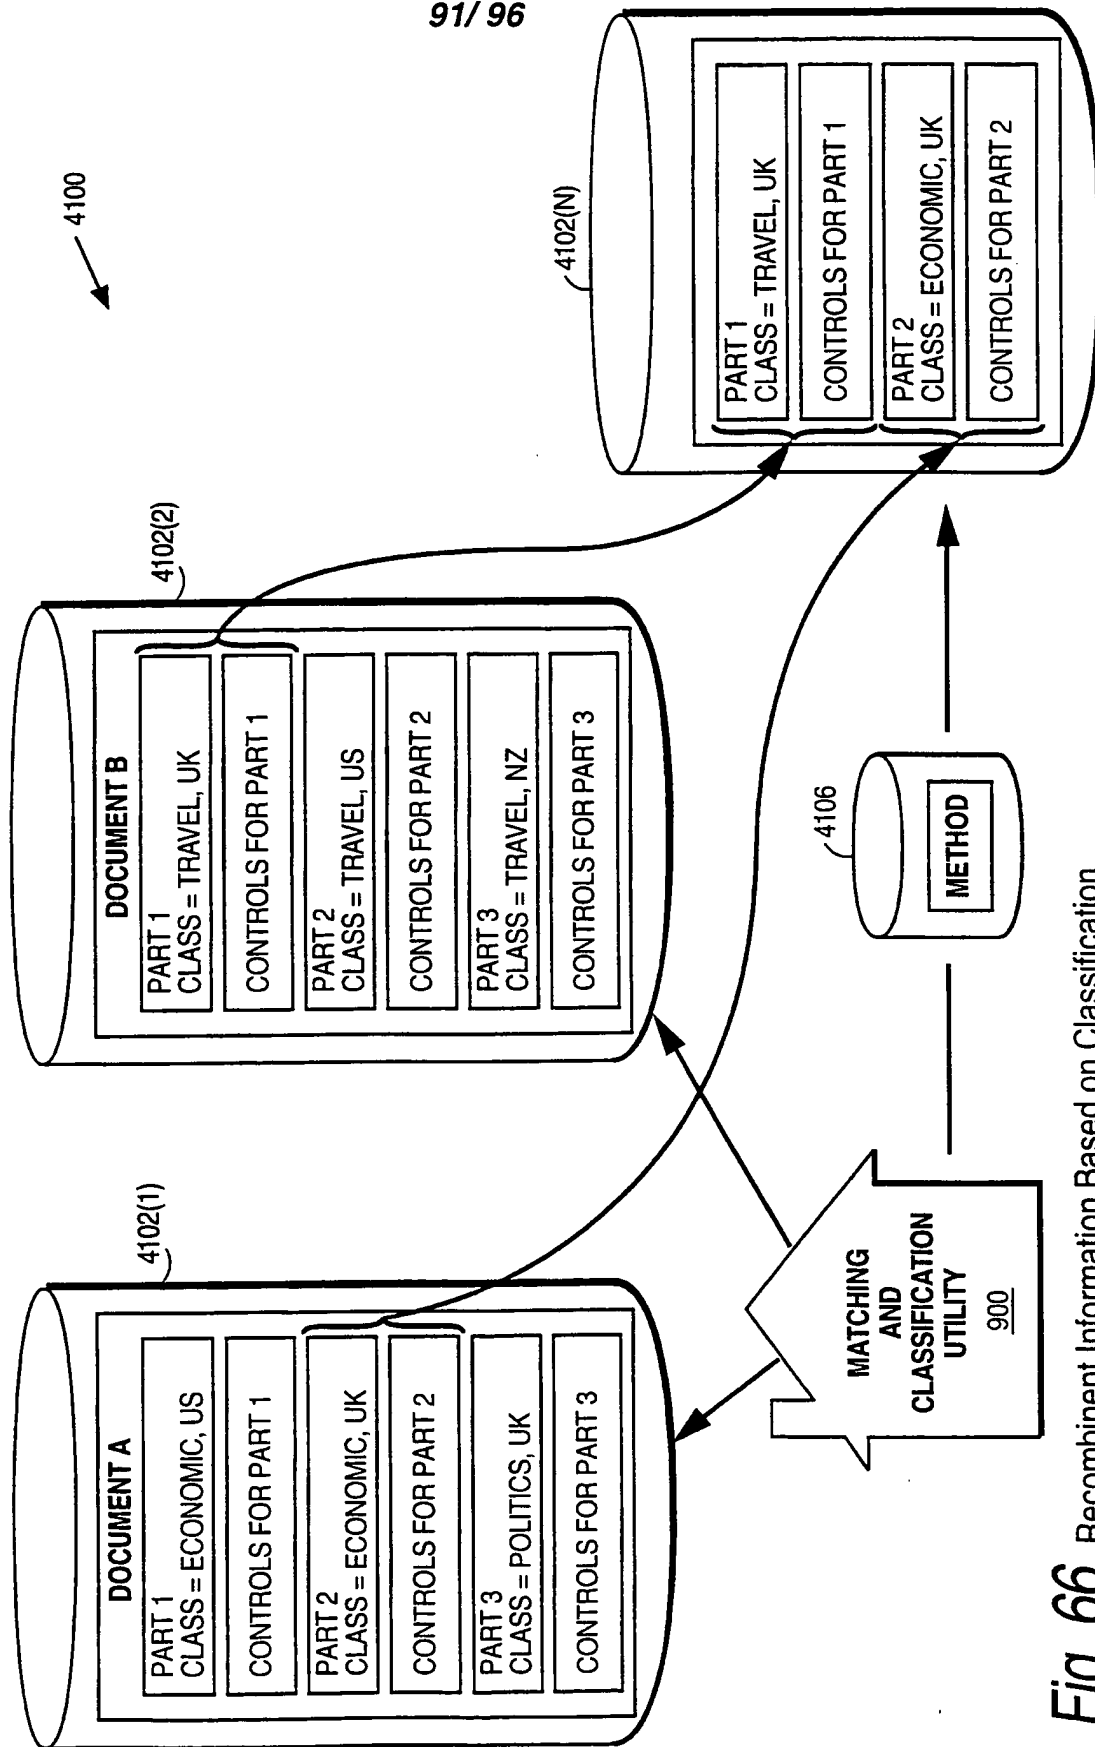 91/ 96
4100
4102(1)
DOCUMENT A
PART 1
CLASS = ECONOMIC, US
CONTROLS FOR PART 1
PART 2
CLASS = ECONOMIC, UK
CONTROLS FOR PART 2
PART 3
CLASS = POLITICS, UK
CONTROLS FOR PART 3
4102(2)
DOCUMENT B
PART 1
CLASS = TRAVEL, UK
CONTROLS FOR PART 1
PART 2
CLASS = TRAVEL, US
CONTROLS FOR PART 2
PART 3
CLASS = TRAVEL, NZ
CONTROLS FOR PART 3
4102(N)
PART 1
CLASS = TRAVEL, UK
CONTROLS FOR PART 1
PART 2
CLASS = ECONOMIC, UK
CONTROLS FOR PART 2
MATCHING
AND
CLASSIFICATION
UTILITY
900
4106
METHOD
Fig. 66 Recombinent Information Based on Classification